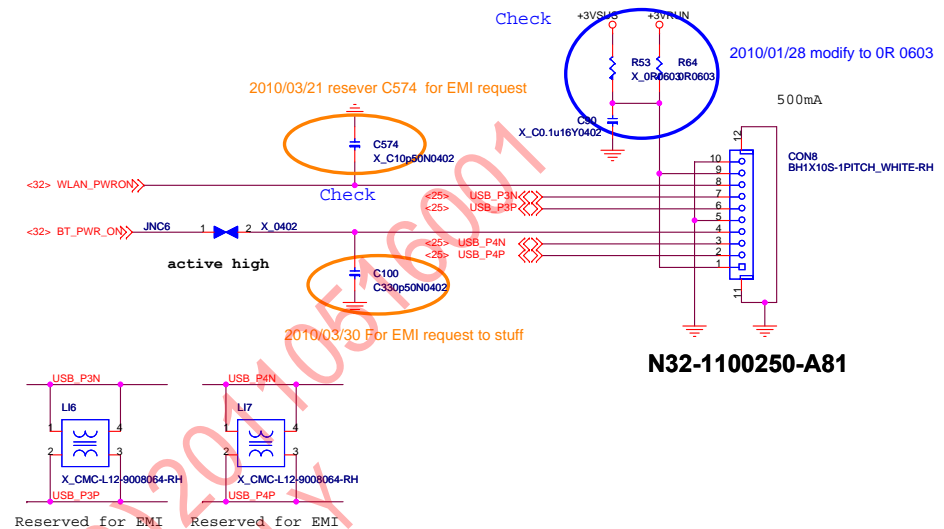 Check
+3VSUS
+3VRUN
2010/01/28 modify to 0R 0603
R53
X_0R0603
R64
0R0603
500mA
2010/03/21 resever C574 for EMI request
C90
X_C0.1u16Y0402
C574
X_C10p50N0402
12
CON8
BH1X10S-1PITCH_WHITE-RH
10
9
8
7
6
5
4
3
2
1
11
<32> WLAN_PWRON
Check
<25> USB_P3N
<25> USB_P3P
<32> BT_PWR_ON
JNC6
1
2
X_0402
<25> USB_P4N
<25> USB_P4P
active high
C100
C330p50N0402
2010/03/30 For EMI request to stuff
N32-1100250-A81
USB_P3N
LI6
1
4
2
3
X_CMC-L12-9008064-RH
USB_P3P
Reserved for EMI
USB_P4N
LI7
1
4
2
3
X_CMC-L12-9008064-RH
USB_P4P
Reserved for EMI
20110516001